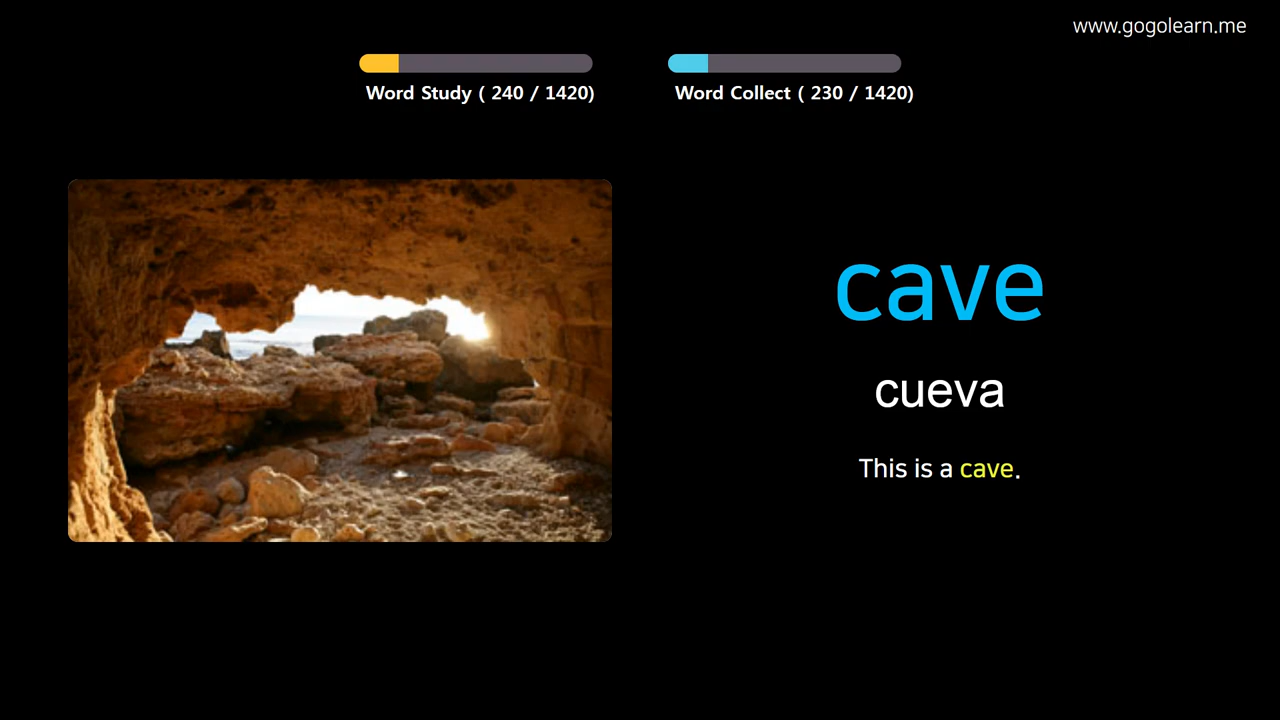 www.gogolearn.me
Word Study ( 240 / 1420)
Word Collect ( 230 / 1420)
cave
cueva
This is a cave.